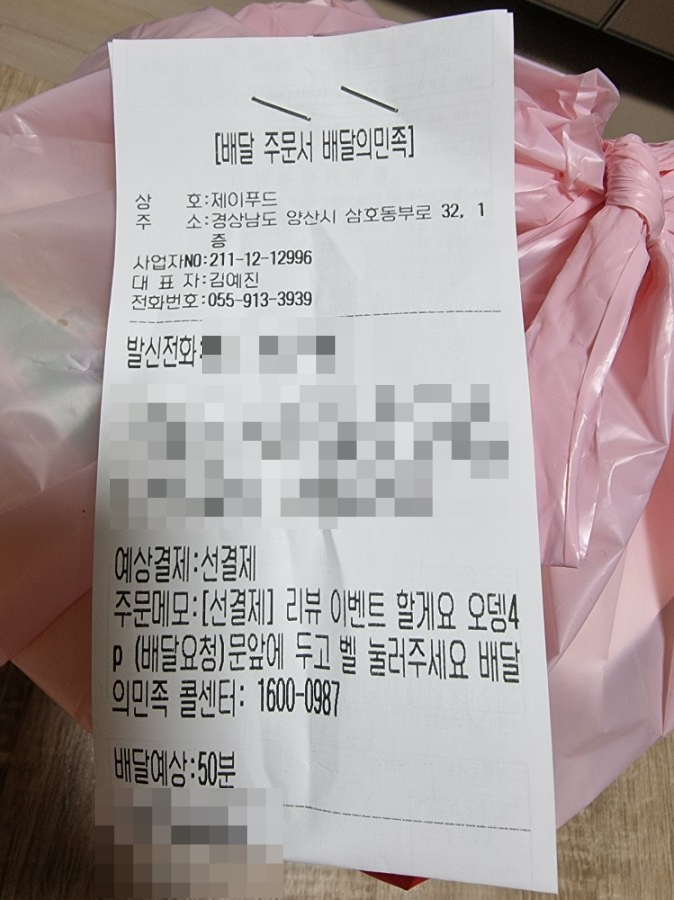 [배달 주문서 배달의민족]
상 호:제이푸드
주 소:경상남도 양산시 삼호동부로 32, 1
층
사업자NO:211-12-12996
대 표 자:김예진
전화번호:055-913-3939
발신전화:
예상결제:선결제
주문메모:[선결제] 리뷰 이벤트 할게요 오뎅4
p (배달요청)문앞에 두고 벨 눌러주세요 배달
의민족 콜센터: 1600-0987
배달예상:50분